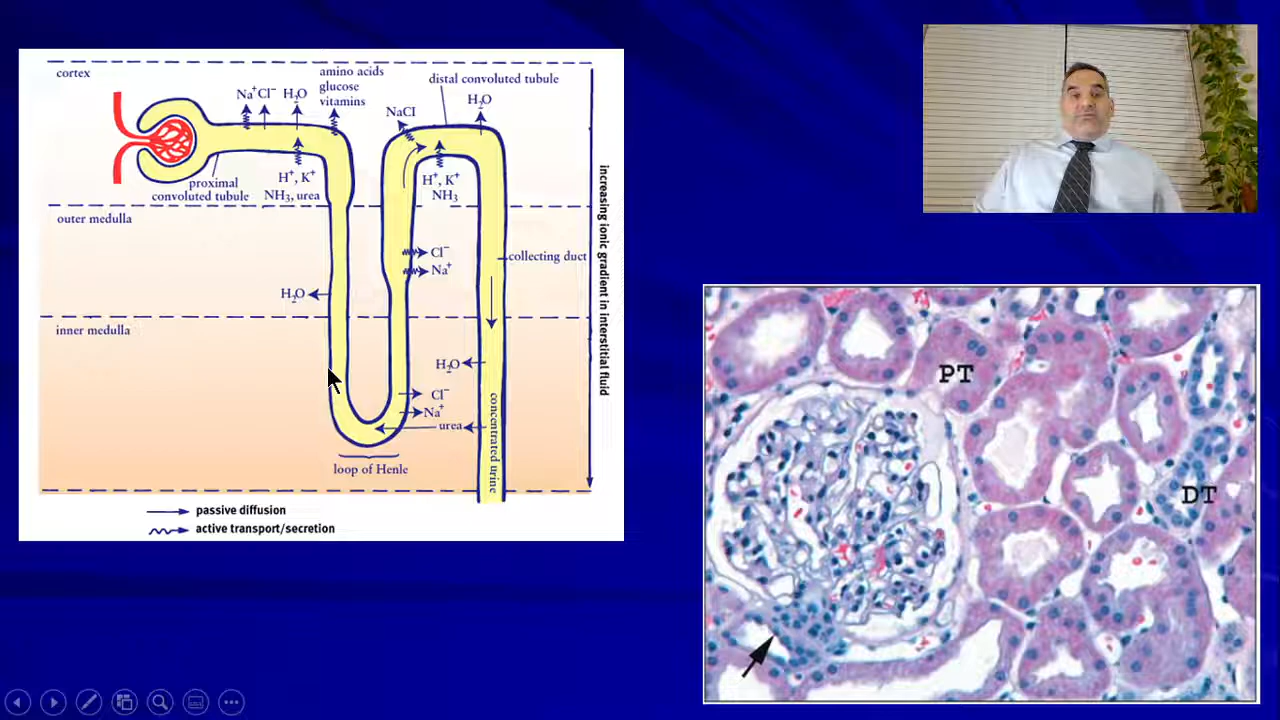 cortex
amino acids
glucose
vitamins
distal convoluted tubule
Na⁺ Cl⁻ H₂O
NaCl
H₂O
proximal
convoluted tubule
H⁺, K⁺
NH₃, urea
H⁺, K⁺
NH₃
outer medulla
Cl⁻
Na⁺
collecting duct
H₂O
inner medulla
H₂O
Cl⁻
Na⁺
urea
loop of Henle
concentrated urine
increasing ionic gradient in interstitial fluid
passive diffusion
active transport/secretion
PT
DT